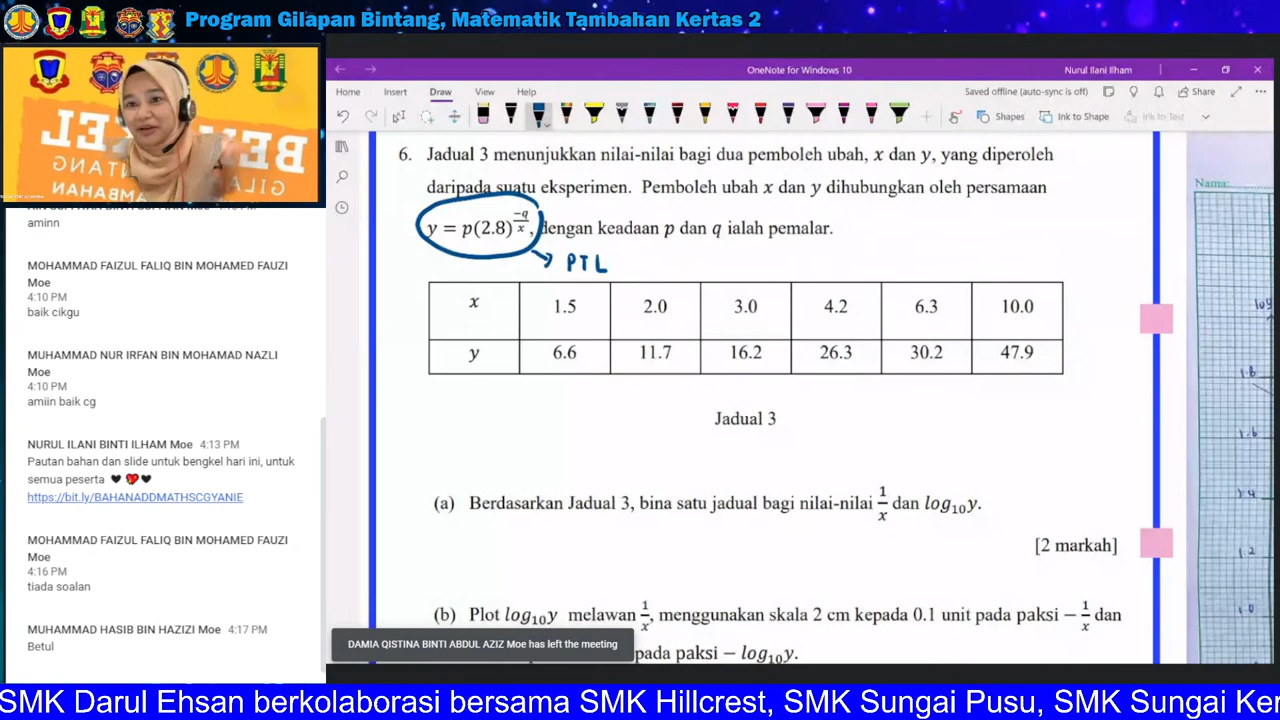 Program Gilapan Bintang, Matematik Tambahan Kertas 2
aminn
MOHAMMAD FAIZUL FALIQ BIN MOHAMED FAUZI
Moe
4:10 PM
baik cikgu
MUHAMMAD NUR IRFAN BIN MOHAMAD NAZLI
Moe
4:10 PM
amiin baik cg
NURUL ILANI BINTI ILHAM Moe 4:13 PM
Pautan bahan dan slide untuk bengkel hari ini, untuk
semua peserta 🖤 💖 🖤
https://bit.ly/BAHANADDMATHSCGYANIE
MOHAMMAD FAIZUL FALIQ BIN MOHAMED FAUZI
Moe
4:16 PM
tiada soalan
MUHAMMAD HASIB BIN HAZIZI Moe 4:17 PM
Betul
OneNote for Windows 10
Nurul Ilani Ilham
Home Insert Draw View Help
Saved offline (auto-sync is off)
Share
Shapes
Ink to Shape
Ink to Text
6. Jadual 3 menunjukkan nilai-nilai bagi dua pemboleh ubah, x dan y, yang diperoleh
daripada suatu eksperimen. Pemboleh ubah x dan y dihubungkan oleh persamaan
y = p(2.8)^(-q/x), dengan keadaan p dan q ialah pemalar.
PTL
x 1.5 2.0 3.0 4.2 6.3 10.0
y 6.6 11.7 16.2 26.3 30.2 47.9
Jadual 3
(a) Berdasarkan Jadual 3, bina satu jadual bagi nilai-nilai 1/x dan log₁₀y.
[2 markah]
(b) Plot log₁₀y melawan 1/x, menggunakan skala 2 cm kepada 0.1 unit pada paksi − 1/x dan
pada paksi − log₁₀y.
DAMIA QISTINA BINTI ABDUL AZIZ Moe has left the meeting
Nama:
1.8
1.6
1.4
1.2
1.0
SMK Darul Ehsan berkolaborasi bersama SMK Hillcrest, SMK Sungai Pusu, SMK Sungai Ker